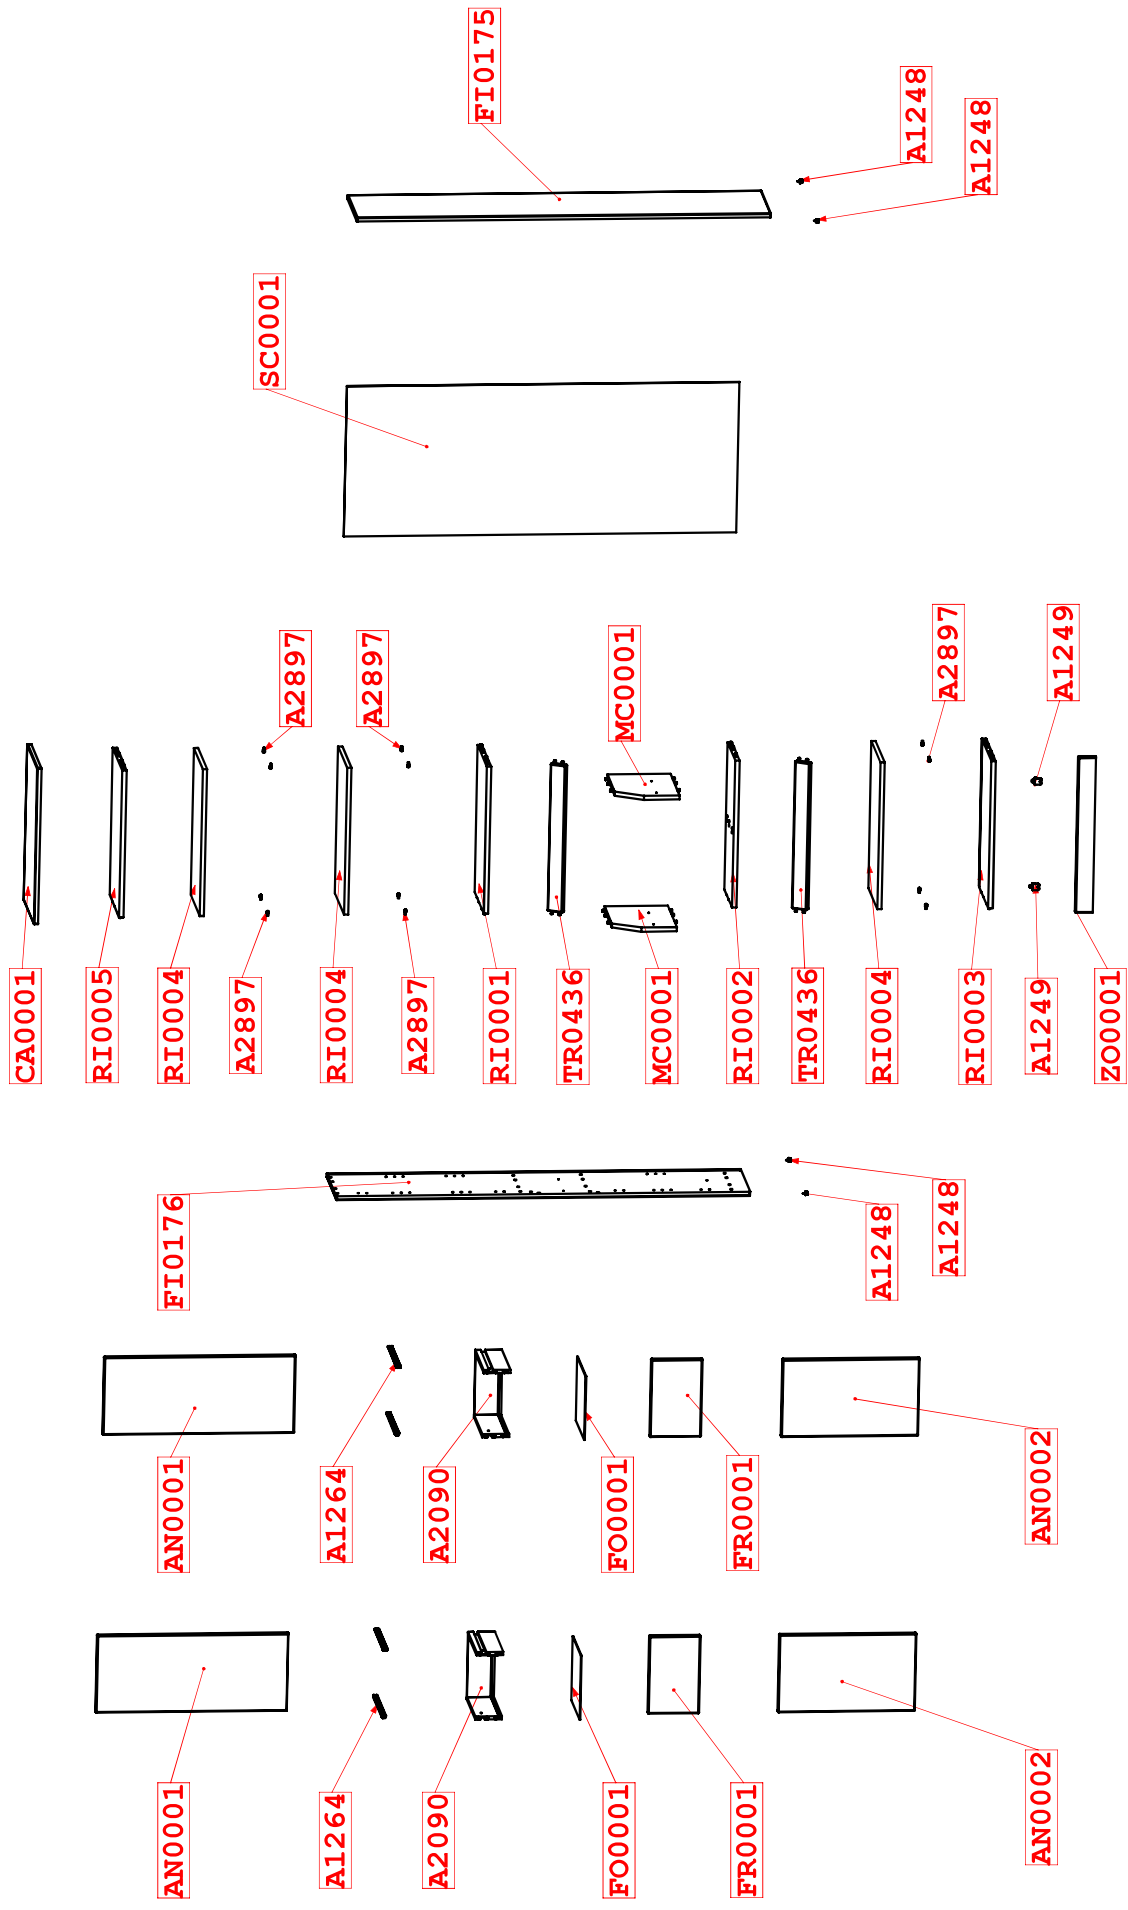 FI0175
A1248
A1248
SC0001
A2897
A2897
MC0001
A2897
A1249
CA0001
RI0005
RI0004
A2897
RI0004
A2897
RI0001
TR0436
MC0001
RI0002
TR0436
RI0004
RI0003
A1249
ZO0001
FI0176
A1248
A1248
AN0001
A1264
A2090
FO0001
FR0001
AN0002
AN0001
A1264
A2090
FO0001
FR0001
AN0002